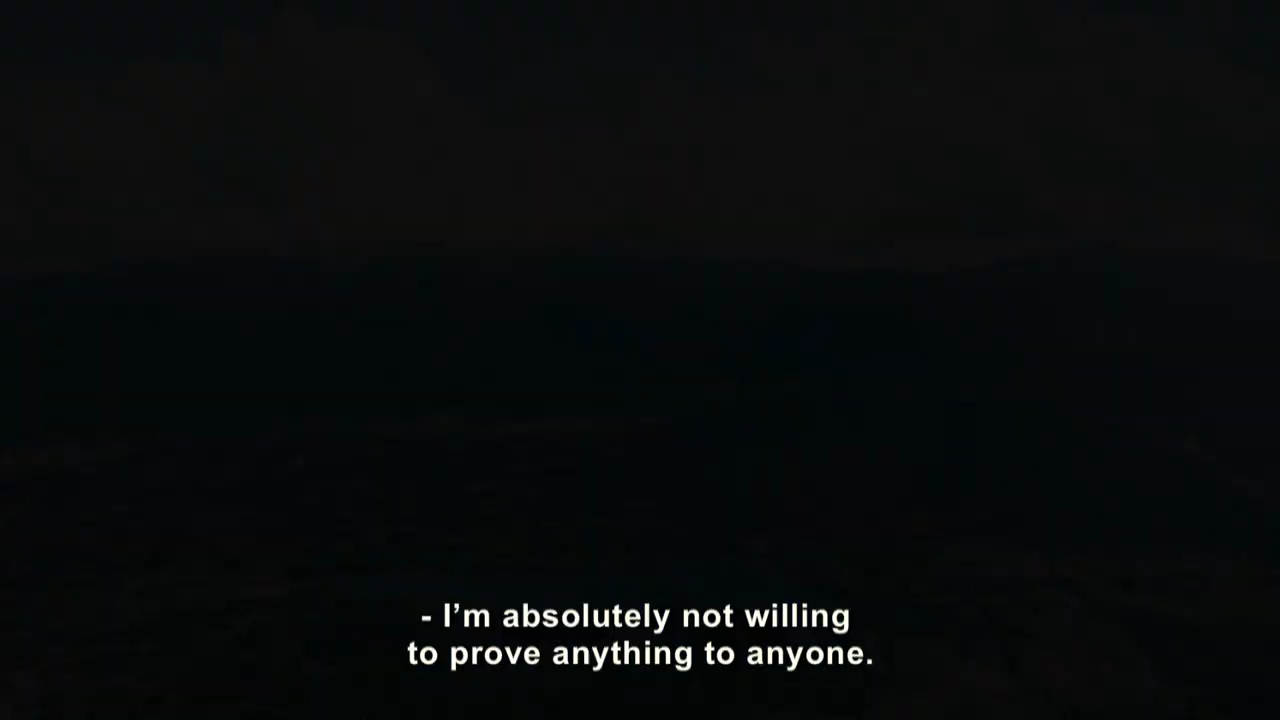 - I’m absolutely not willing
to prove anything to anyone.